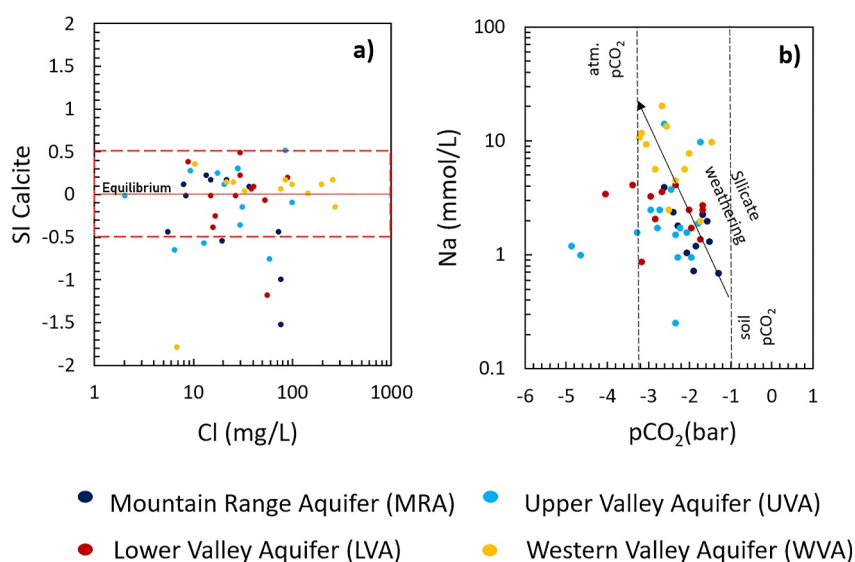 a)
SI Calcite
2
1.5
1
0.5
0
-0.5
-1
-1.5
-2
Equilibrium
1 10 100 1000
Cl (mg/L)
b)
Na (mmol/L)
100
10
1
0.1
atm.
pCO₂
Silicate
weathering
soil
pCO₂
-6 -5 -4 -3 -2 -1 0 1
pCO₂(bar)
Mountain Range Aquifer (MRA)
Upper Valley Aquifer (UVA)
Lower Valley Aquifer (LVA)
Western Valley Aquifer (WVA)